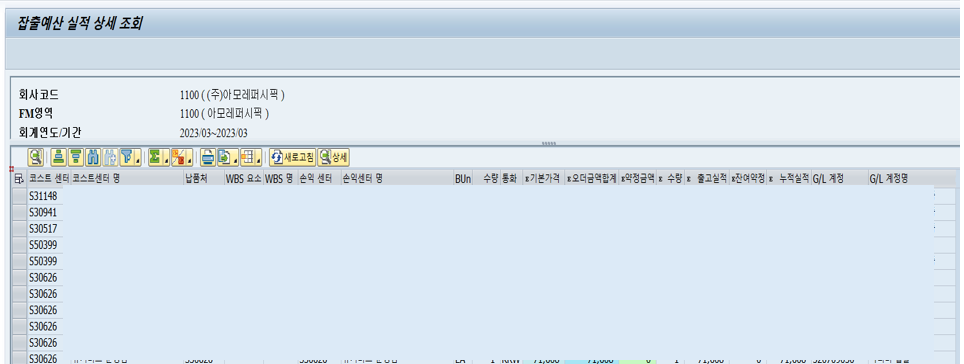 잡출예산 실적 상세 조회
회사코드 1100 ( (주)아모레퍼시픽 )
FM영역 1100 ( 아모레퍼시픽 )
회계연도/기간 2023/03~2023/03
새로고침 상세
코스트 센터 코스트센터 명 납품처 WBS 요소 WBS 명 손익 센터 손익센터 명 BUn 수량 통화 기본가격 오더금액합계 약정금액 수량 출고실적 잔여약정 누적실적 G/L 계정 G/L 계정명
S31148
S30941
S30517
S50399
S50399
S30626
S30626
S30626
S30626
S30626
S30626